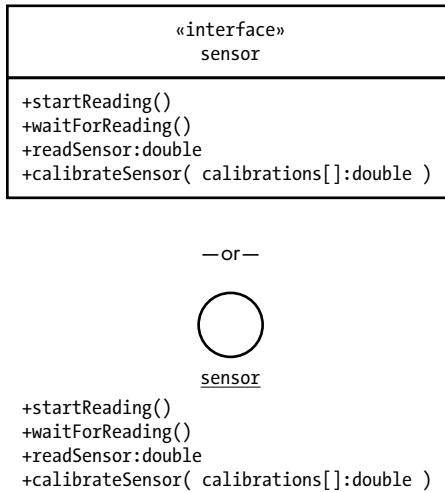 «interface»
sensor
+startReading()
+waitForReading()
+readSensor:double
+calibrateSensor( calibrations[]:double )
—or—
sensor
+startReading()
+waitForReading()
+readSensor:double
+calibrateSensor( calibrations[]:double )